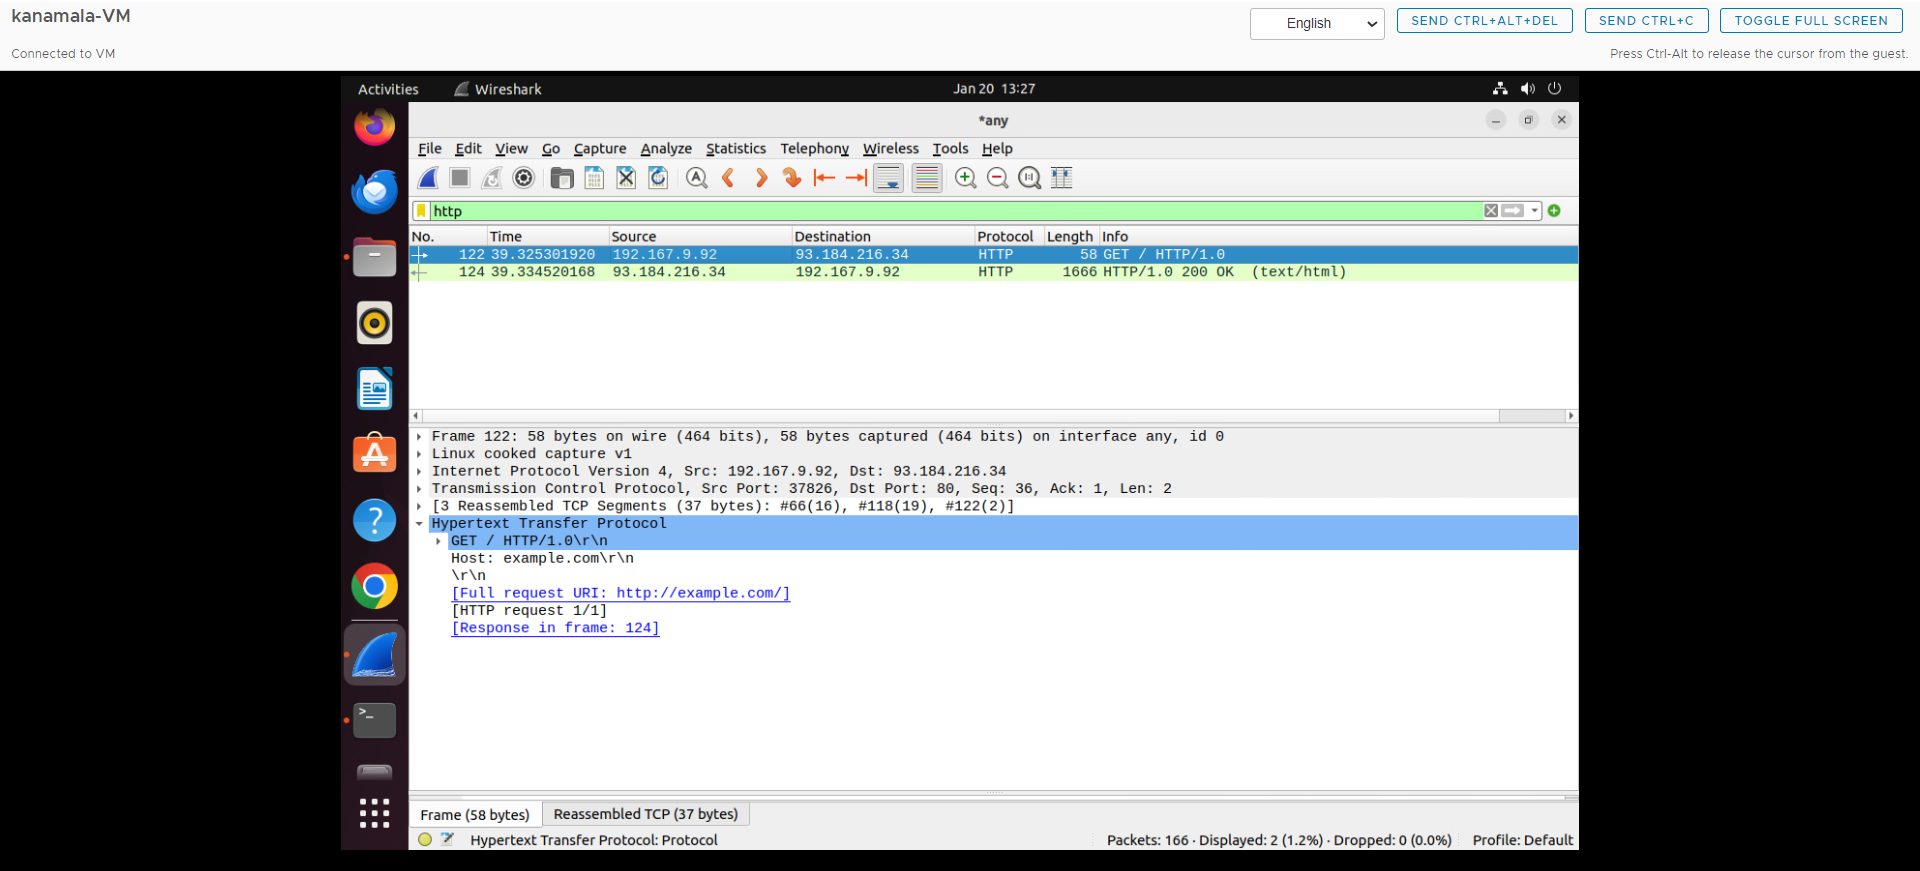 kanamala-VM
English
SEND CTRL+ALT+DEL
SEND CTRL+C
TOGGLE FULL SCREEN
Connected to VM
Press Ctrl-Alt to release the cursor from the guest.
Activities
Wireshark
Jan 20 13:27
*any
File Edit View Go Capture Analyze Statistics Telephony Wireless Tools Help
http
No. Time Source Destination Protocol Length Info
122 39.325301920 192.167.9.92 93.184.216.34 HTTP 58 GET / HTTP/1.0
124 39.334520168 93.184.216.34 192.167.9.92 HTTP 1666 HTTP/1.0 200 OK (text/html)
Frame 122: 58 bytes on wire (464 bits), 58 bytes captured (464 bits) on interface any, id 0
Linux cooked capture v1
Internet Protocol Version 4, Src: 192.167.9.92, Dst: 93.184.216.34
Transmission Control Protocol, Src Port: 37826, Dst Port: 80, Seq: 36, Ack: 1, Len: 2
[3 Reassembled TCP Segments (37 bytes): #66(16), #118(19), #122(2)]
Hypertext Transfer Protocol
GET / HTTP/1.0\r\n
Host: example.com\r\n
\r\n
[Full request URI: http://example.com/]
[HTTP request 1/1]
[Response in frame: 124]
Frame (58 bytes)
Reassembled TCP (37 bytes)
Hypertext Transfer Protocol: Protocol
Packets: 166 · Displayed: 2 (1.2%) · Dropped: 0 (0.0%)
Profile: Default